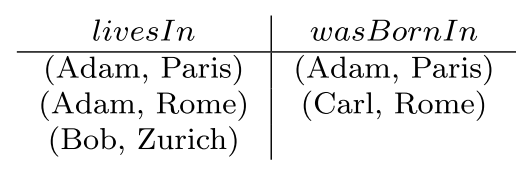 livesIn wasBornIn
(Adam, Paris) (Adam, Paris)
(Adam, Rome) (Carl, Rome)
(Bob, Zurich)